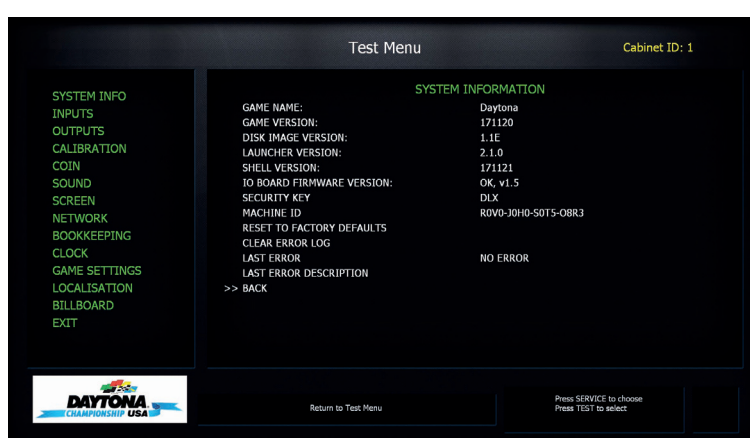 Test Menu
Cabinet ID: 1
SYSTEM INFO
INPUTS
OUTPUTS
CALIBRATION
COIN
SOUND
SCREEN
NETWORK
BOOKKEEPING
CLOCK
GAME SETTINGS
LOCALISATION
BILLBOARD
EXIT
SYSTEM INFORMATION
GAME NAME: Daytona
GAME VERSION: 171120
DISK IMAGE VERSION: 1.1E
LAUNCHER VERSION: 2.1.0
SHELL VERSION: 171121
IO BOARD FIRMWARE VERSION: OK, v1.5
SECURITY KEY DLX
MACHINE ID R0V0-J0H0-S0T5-O8R3
RESET TO FACTORY DEFAULTS
CLEAR ERROR LOG
LAST ERROR NO ERROR
LAST ERROR DESCRIPTION
>> BACK
DAYTONA
CHAMPIONSHIP USA
Return to Test Menu
Press SERVICE to choose
Press TEST to select